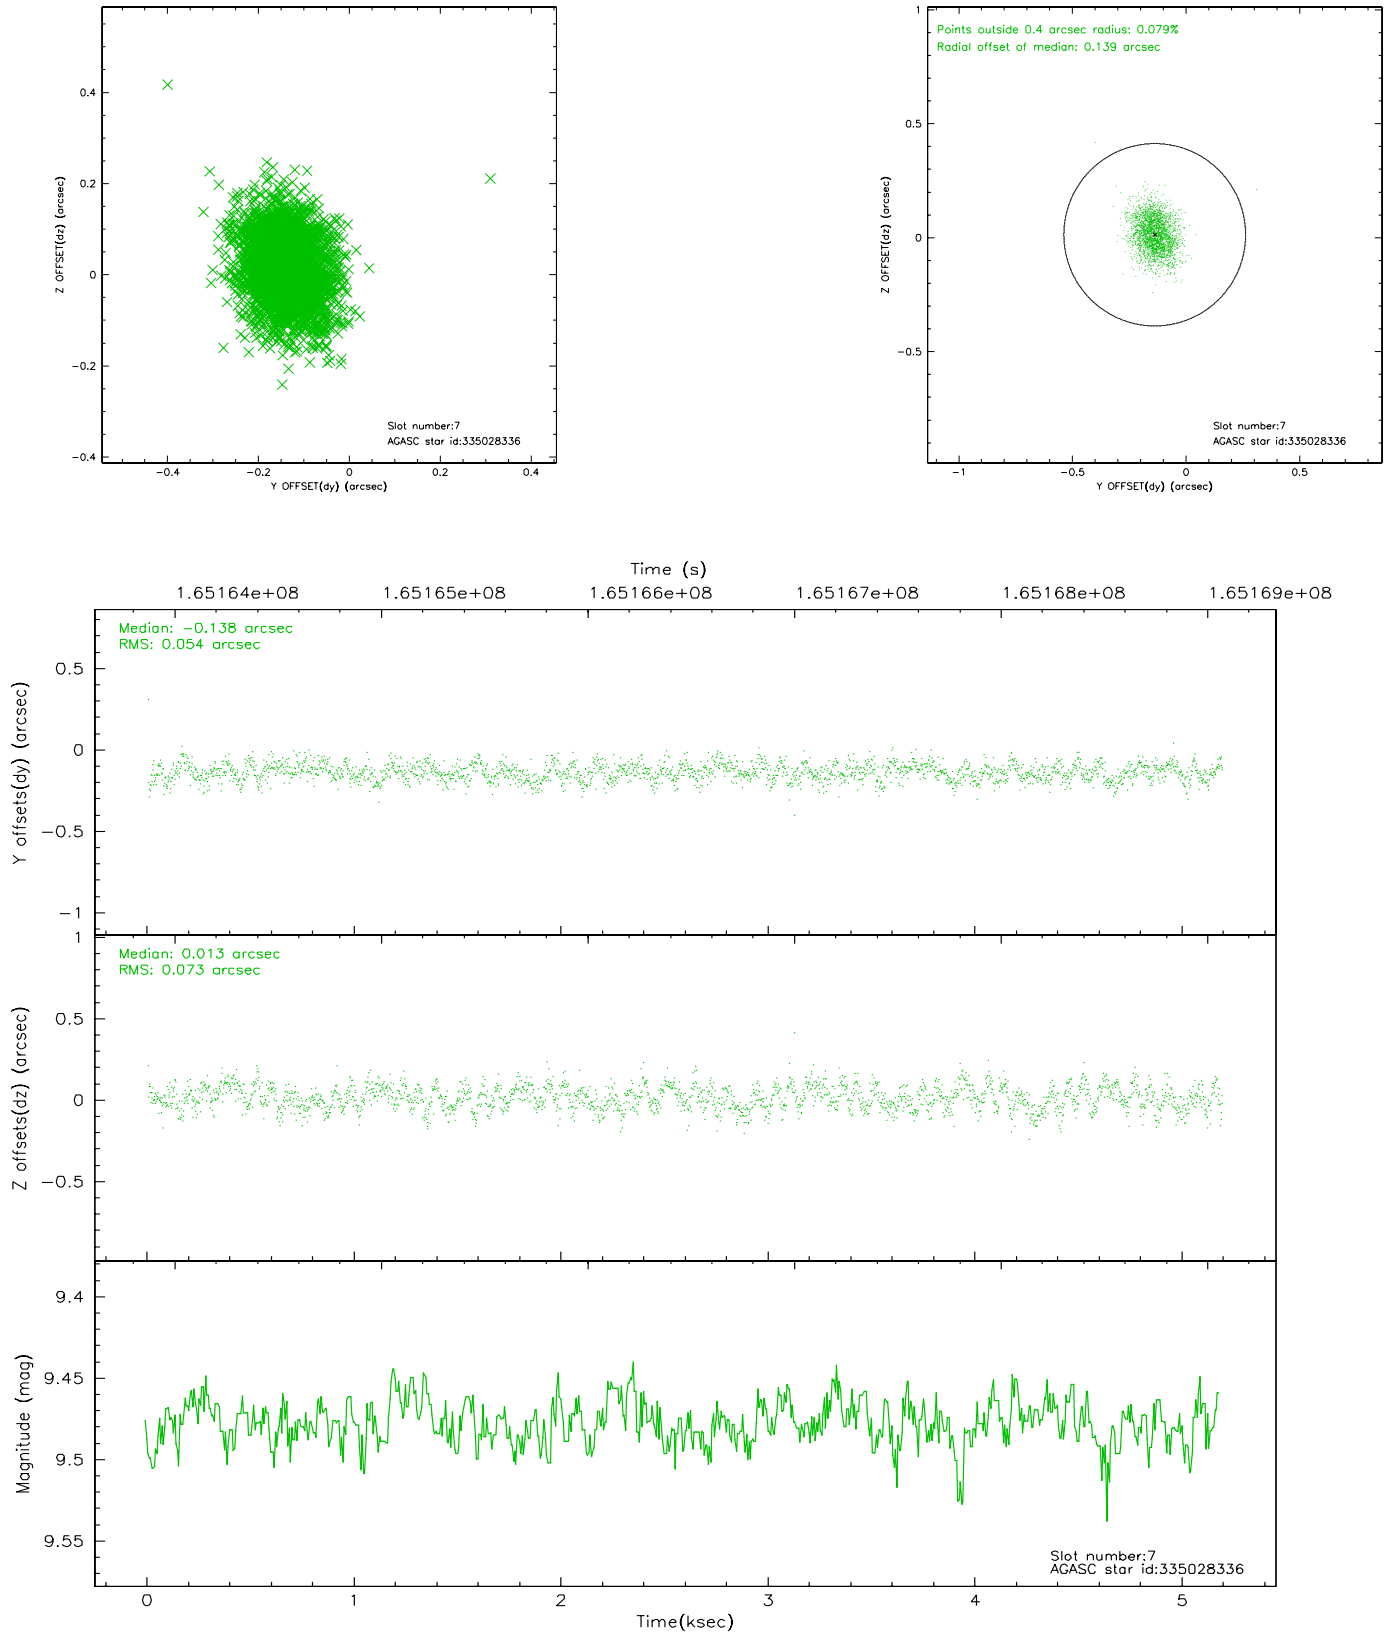 0.4
0.2
0
−0.2
−0.4
Z OFFSET(dz) (arcsec)
Slot number:7
AGASC star id:335028336
−0.4
−0.2
0
0.2
0.4
Y OFFSET(dy) (arcsec)
Points outside 0.4 arcsec radius: 0.079%
Radial offset of median: 0.139 arcsec
1
0.5
0
−0.5
Z OFFSET(dz) (arcsec)
Slot number:7
AGASC star id:335028336
−1
−0.5
0
0.5
Y OFFSET(dy) (arcsec)
Time (s)
1.65164e+08
1.65165e+08
1.65166e+08
1.65167e+08
1.65168e+08
1.65169e+08
Median: −0.138 arcsec
RMS: 0.054 arcsec
0.5
0
−0.5
−1
Y offsets(dy) (arcsec)
Median: 0.013 arcsec
RMS: 0.073 arcsec
1
0.5
0
−0.5
Z offsets(dz) (arcsec)
9.4
9.45
9.5
9.55
Magnitude (mag)
Slot number:7
AGASC star id:335028336
0
1
2
3
4
5
Time(ksec)